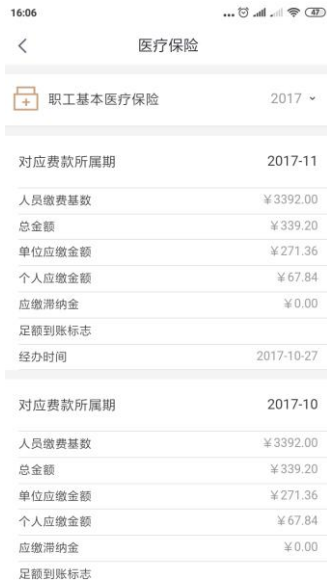 16:06
... 47
医疗保险
职工基本医疗保险 2017
对应费款所属期 2017-11
人员缴费基数 ￥3392.00
总金额 ￥339.20
单位应缴金额 ￥271.36
个人应缴金额 ￥67.84
应缴滞纳金 ￥0.00
足额到账标志
经办时间 2017-10-27
对应费款所属期 2017-10
人员缴费基数 ￥3392.00
总金额 ￥339.20
单位应缴金额 ￥271.36
个人应缴金额 ￥67.84
应缴滞纳金 ￥0.00
足额到账标志